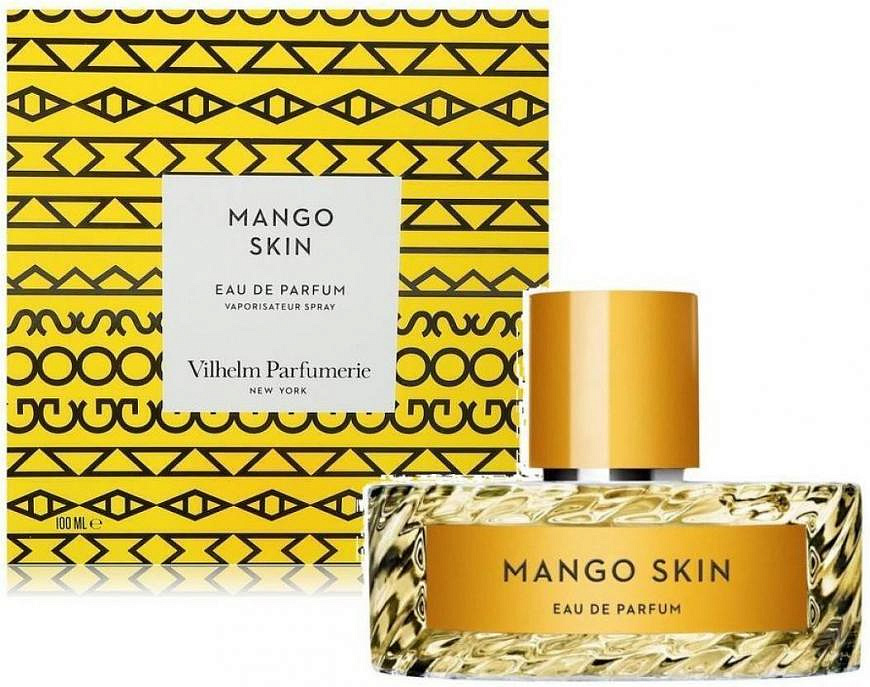 MANGO
SKIN
EAU DE PARFUM
VAPORISATEUR SPRAY
Vilhelm Parfumerie
NEW YORK
100 ML ℮
MANGO SKIN
EAU DE PARFUM